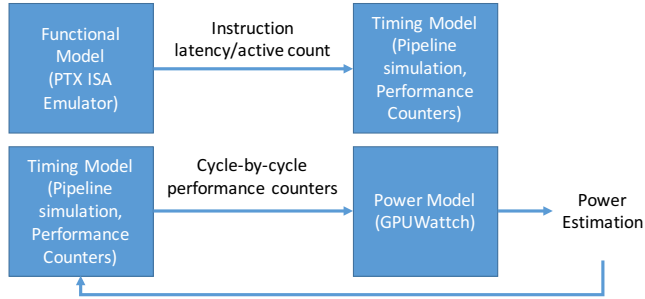 Functional
Model
(PTX ISA
Emulator)
Instruction
latency/active count
Timing Model
(Pipeline
simulation,
Performance
Counters)
Timing Model
(Pipeline
simulation,
Performance
Counters)
Cycle-by-cycle
performance counters
Power Model
(GPUWattch)
Power
Estimation